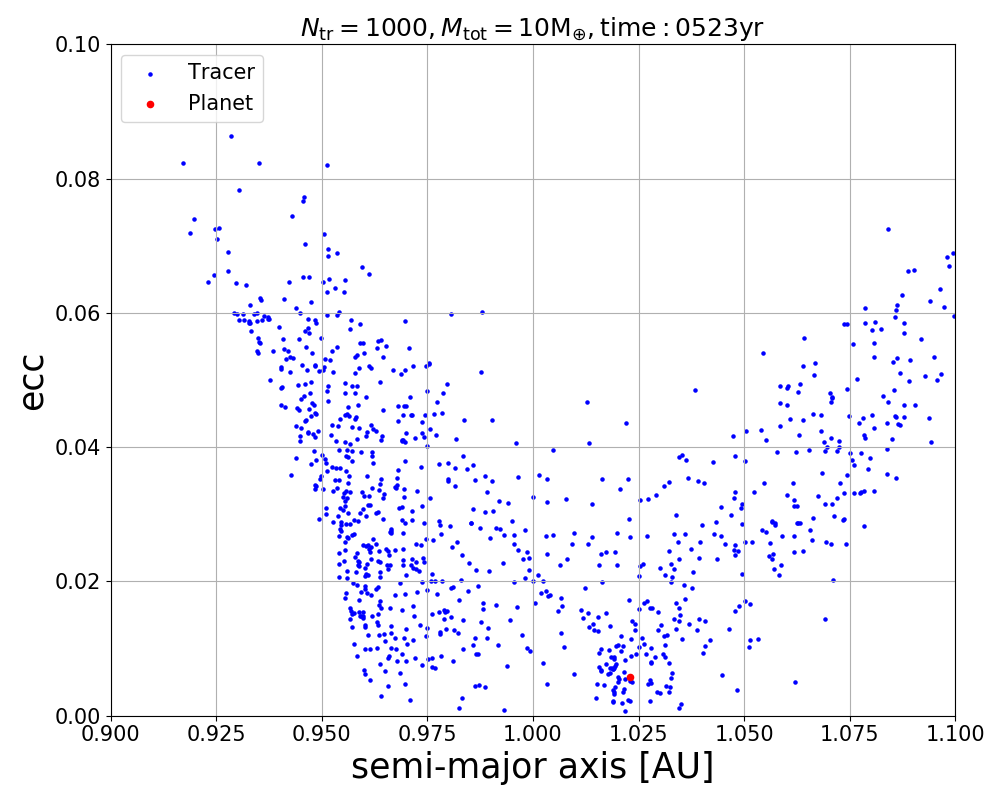 N_tr = 1000, M_tot = 10M_⊕, time : 0523yr
Tracer
Planet
0.10
0.08
0.06
0.04
0.02
0.00
ecc
0.900 0.925 0.950 0.975 1.000 1.025 1.050 1.075 1.100
semi-major axis [AU]